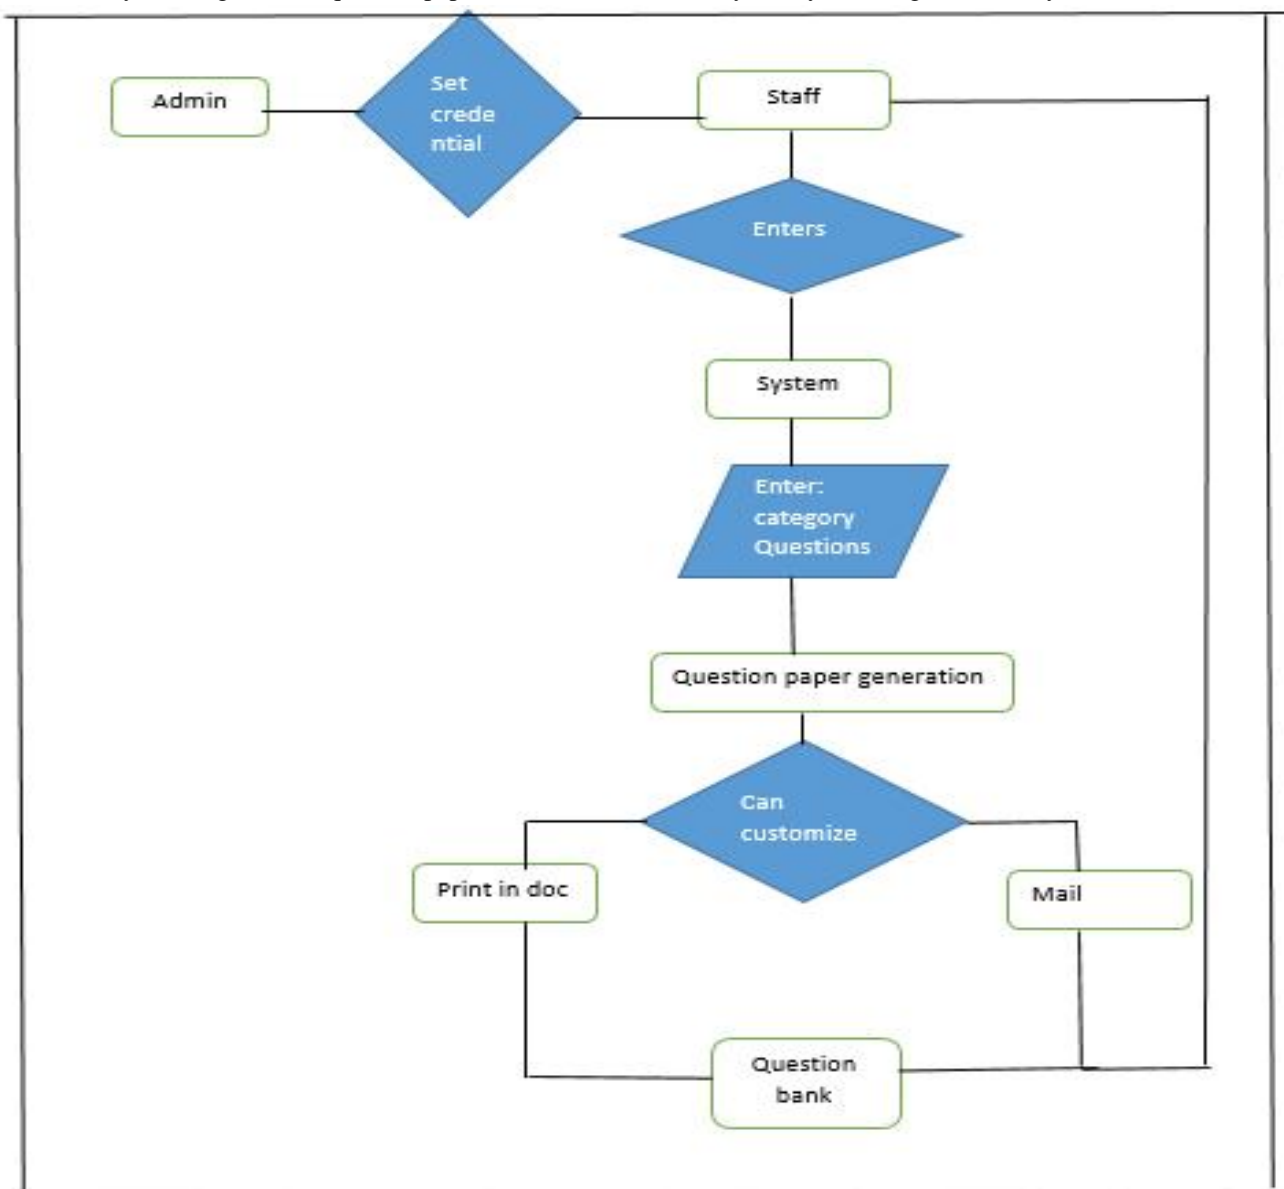 Admin
Set
crede
ntial
Staff
Enters
System
Enter:
category
Questions
Question paper generation
Can
customize
Print in doc
Mail
Question
bank